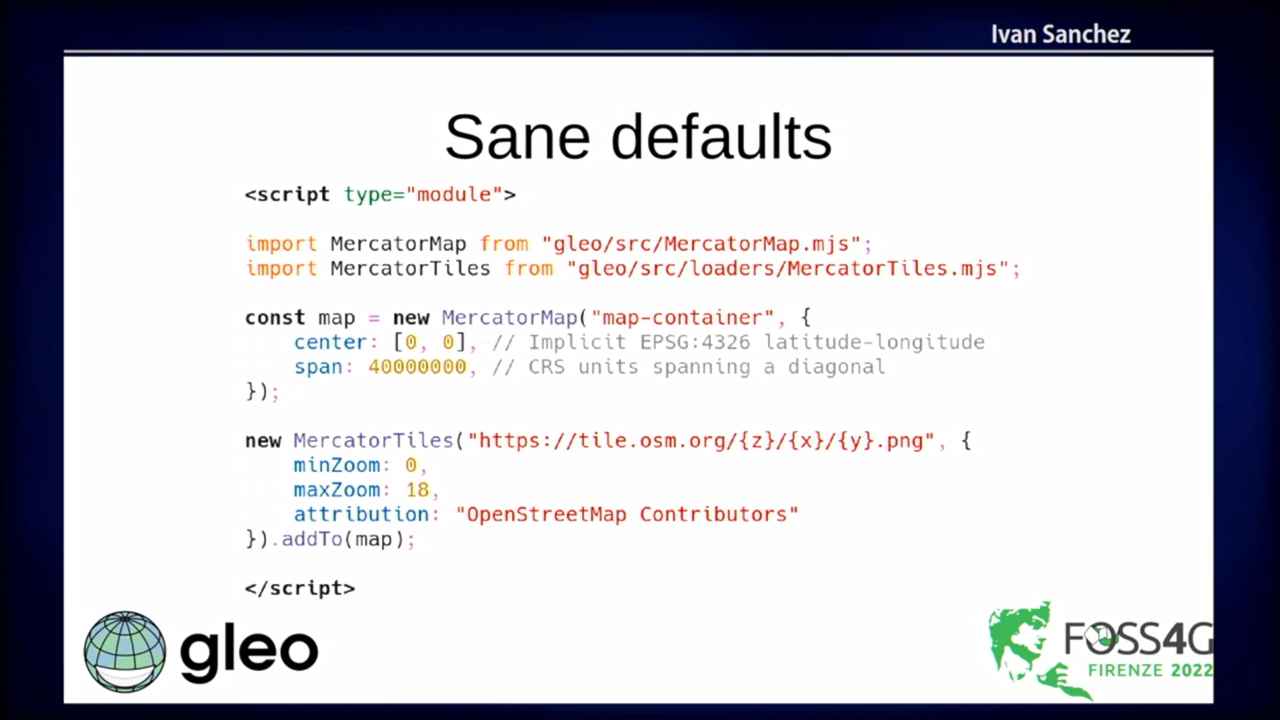 Ivan Sanchez
Sane defaults
<script type="module">
import MercatorMap from "gleo/src/MercatorMap.mjs";
import MercatorTiles from "gleo/src/loaders/MercatorTiles.mjs";
const map = new MercatorMap("map-container", {
    center: [0, 0], // Implicit EPSG:4326 latitude-longitude
    span: 40000000, // CRS units spanning a diagonal
});
new MercatorTiles("https://tile.osm.org/{z}/{x}/{y}.png", {
    minZoom: 0,
    maxZoom: 18,
    attribution: "OpenStreetMap Contributors"
}).addTo(map);
</script>
gleo
FOSS4G
FIRENZE 2022